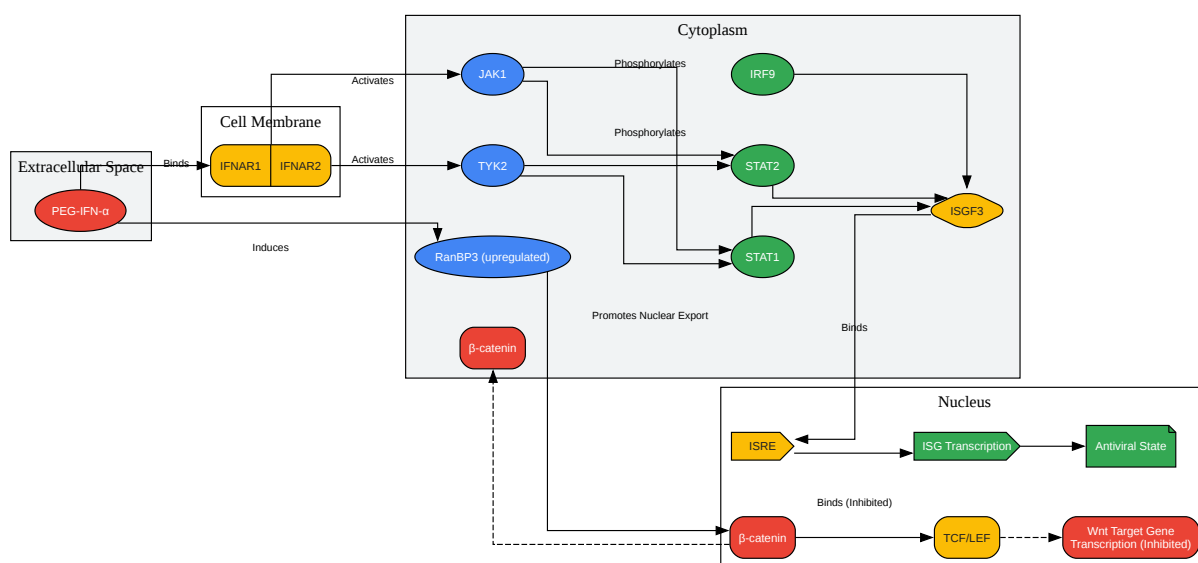 Cytoplasm
Phosphorylates
JAK1
IRF9
Activates
Cell Membrane
Phosphorylates
Extracellular Space
Binds
IFNAR1
IFNAR2
Activates
TYK2
STAT2
PEG-IFN-α
ISGF3
Induces
RanBP3 (upregulated)
STAT1
Promotes Nuclear Export
Binds
β-catenin
Nucleus
ISRE
ISG Transcription
Antiviral State
Binds (Inhibited)
β-catenin
TCF/LEF
Wnt Target Gene
Transcription (Inhibited)